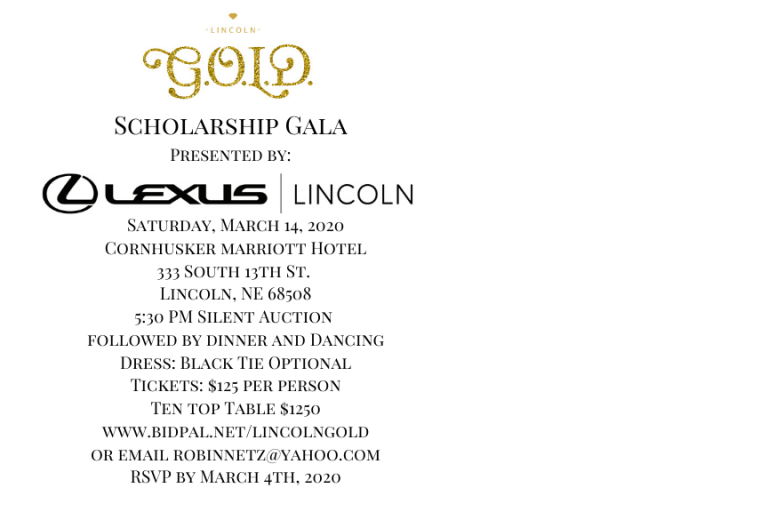 ·LINCOLN·
G.O.L.D.
Scholarship Gala
Presented by:
LEXUS | LINCOLN
Saturday, March 14, 2020
Cornhusker marriott Hotel
333 South 13th St.
Lincoln, NE 68508
5:30 PM Silent Auction
followed by dinner and Dancing
Dress: Black Tie Optional
Tickets: $125 per person
Ten top Table $1250
www.bidpal.net/lincolngold
or email robinnetz@yahoo.com
RSVP by March 4th, 2020